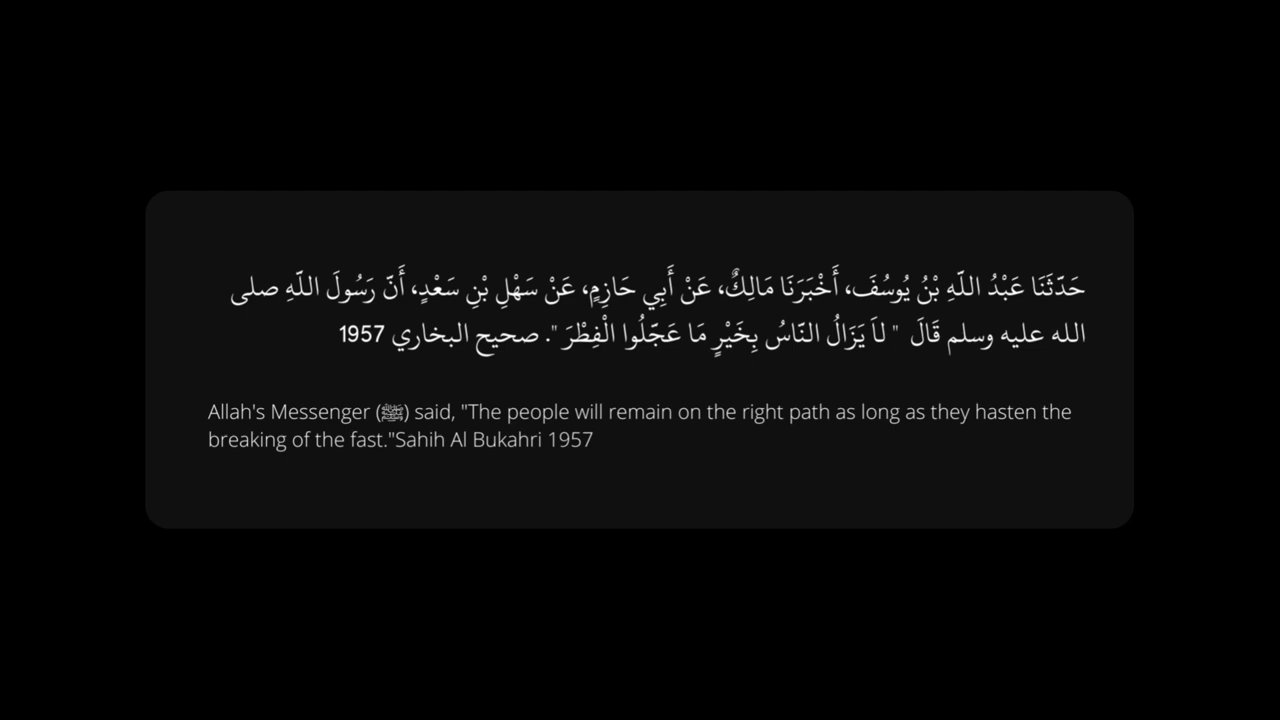 حَدّثَنَا عَبْدُ اللّهِ بْنُ يُوسُفَ، أَخْبَرَنَا مَالِكٌ، عَنْ أَبِي حَازِمٍ، عَنْ سَهْلِ بْنِ سَعْدٍ، أَنّ رَسُولَ اللّهِ صلى
الله عليه وسلم قَالَ " لاَ يَزَالُ النّاسُ بِخَيْرٍ مَا عَجّلُوا الْفِطْرَ ". صحيح البخاري 1957
Allah's Messenger (ﷺ) said, "The people will remain on the right path as long as they hasten the
breaking of the fast."Sahih Al Bukahri 1957